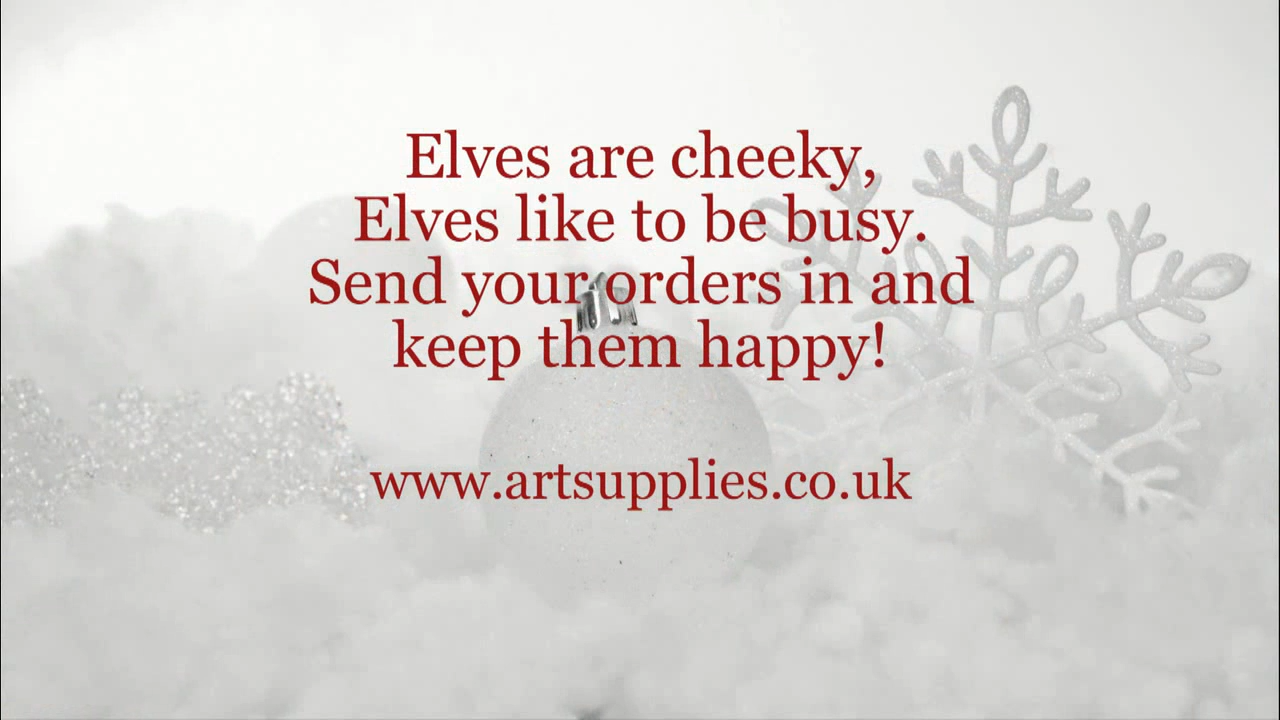 Elves are cheeky,
Elves like to be busy.
Send your orders in and
keep them happy!
www.artsupplies.co.uk